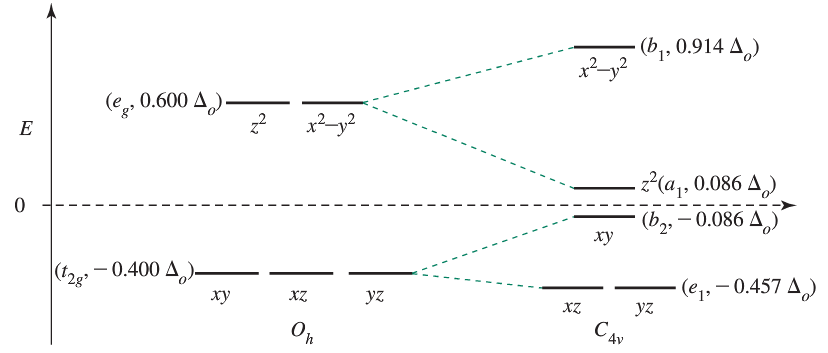 (b₁, 0.914 Δₒ)
x²–y²
(e_g, 0.600 Δₒ)
z²
x²–y²
E
z²(a₁, 0.086 Δₒ)
0
(b₂, – 0.086 Δₒ)
xy
(t₂g, – 0.400 Δₒ)
xy
xz
yz
(e₁, – 0.457 Δₒ)
xz
yz
Oₕ
C₄ᵥ